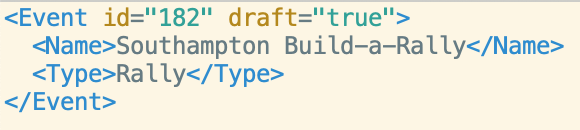 <Event id="182" draft="true">
  <Name>Southampton Build-a-Rally</Name>
  <Type>Rally</Type>
</Event>